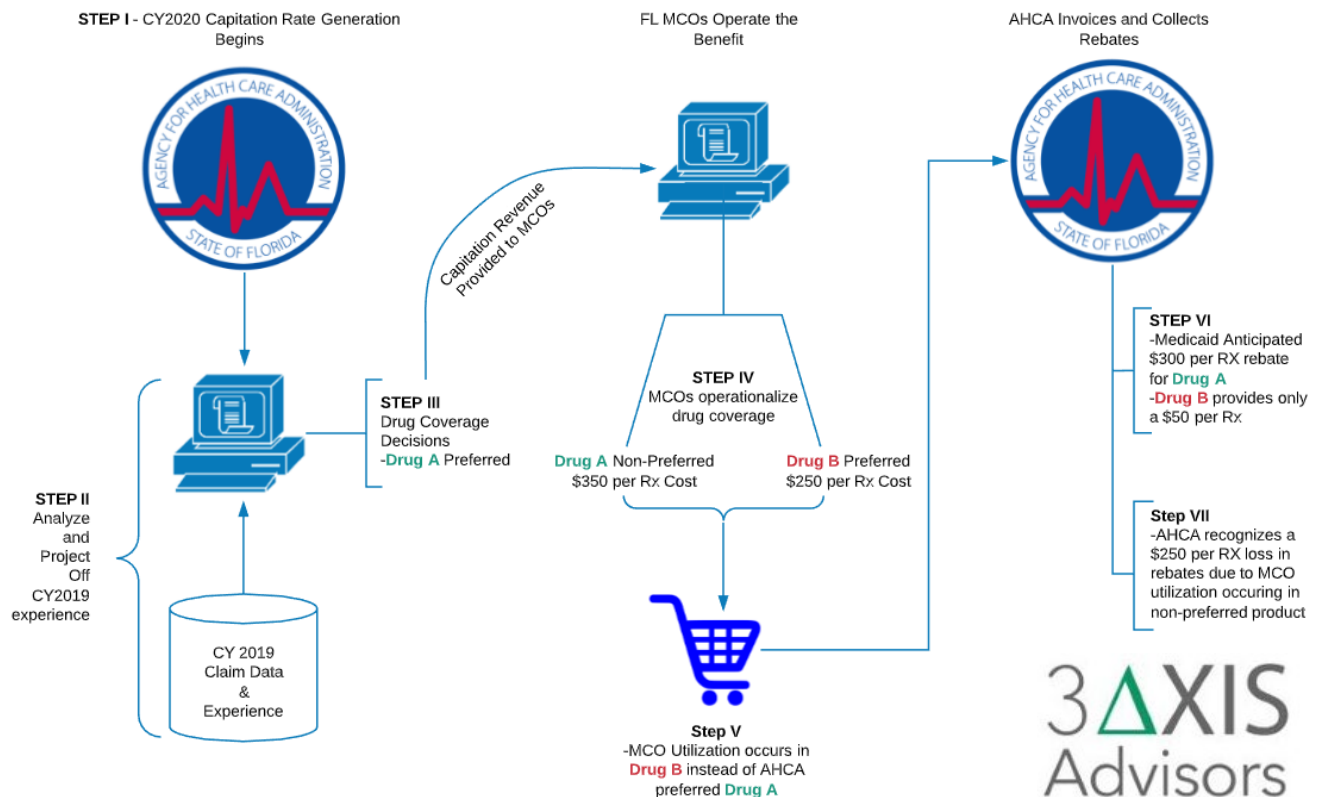 STEP I - CY2020 Capitation Rate Generation
Begins
AGENCY FOR HEALTH CARE ADMINISTRATION
STATE OF FLORIDA
STEP II
Analyze
and
Project
Off
CY2019
experience
CY 2019
Claim Data
&
Experience
STEP III
Drug Coverage
Decisions
-Drug A Preferred
Capitation Revenue
Provided to MCOs
FL MCOs Operate the
Benefit
STEP IV
MCOs operationalize
drug coverage
Drug A Non-Preferred
$350 per Rx Cost
Drug B Preferred
$250 per Rx Cost
Step V
-MCO Utilization occurs in
Drug B instead of AHCA
preferred Drug A
AHCA Invoices and Collects
Rebates
AGENCY FOR HEALTH CARE ADMINISTRATION
STATE OF FLORIDA
STEP VI
-Medicaid Anticipated
$300 per RX rebate
for Drug A
-Drug B provides only
a $50 per Rx
Step VII
-AHCA recognizes a
$250 per RX loss in
rebates due to MCO
utilization occuring in
non-preferred product
3 AXIS
Advisors